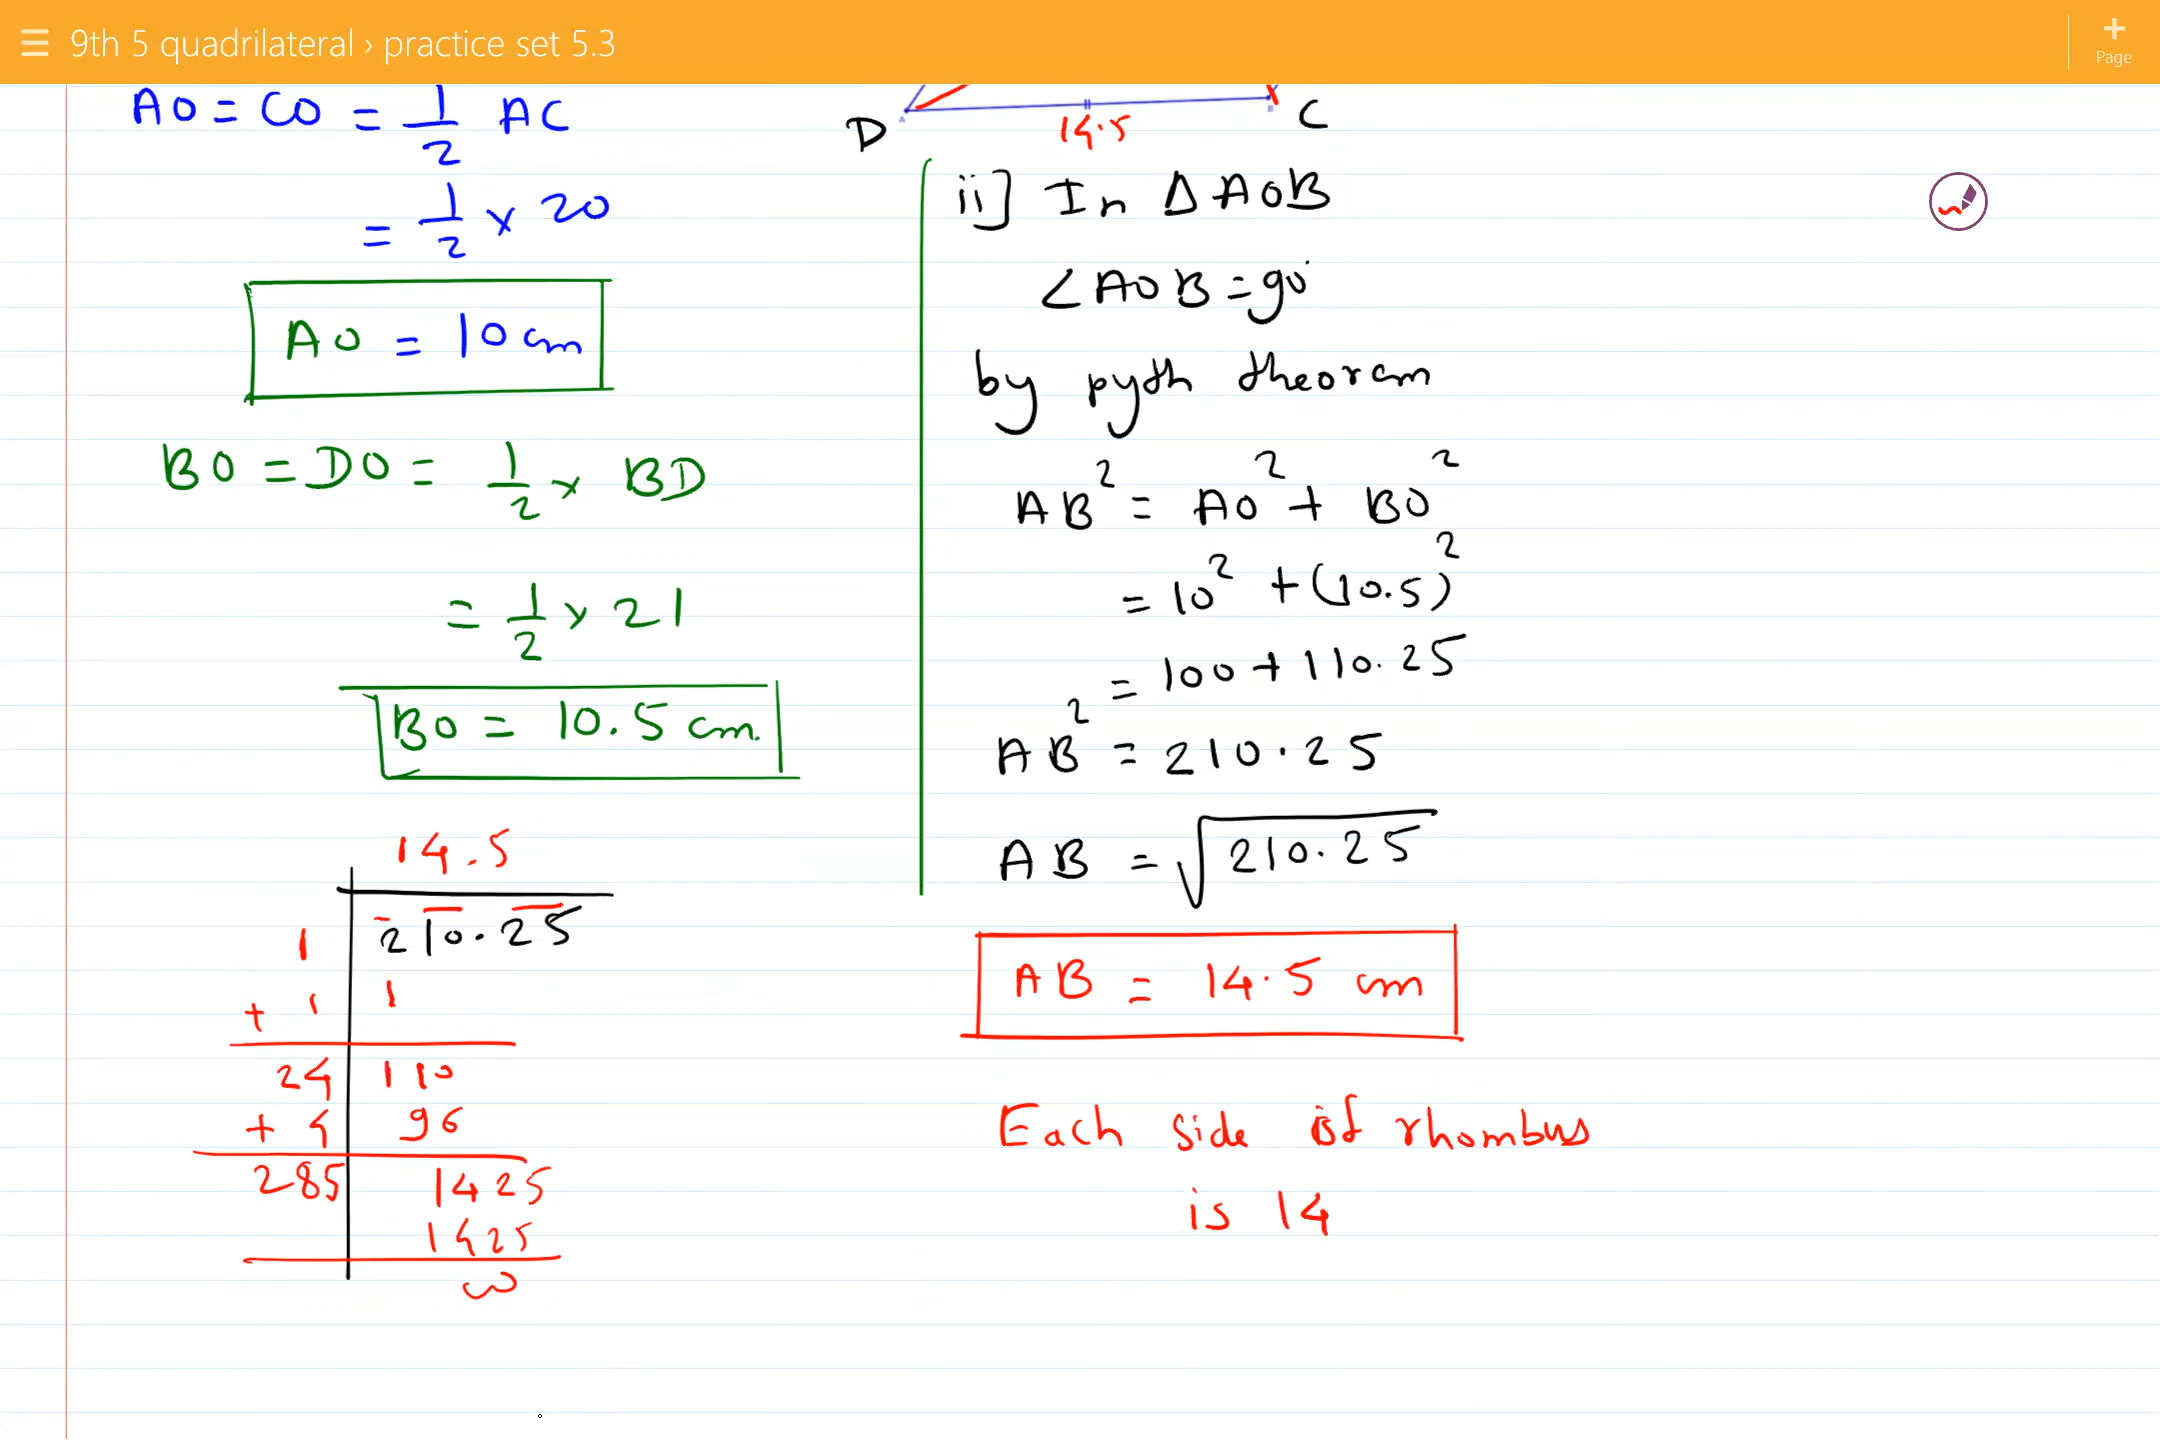 9th 5 quadrilateral › practice set 5.3
Page
AO = CO = 1/2 AC
= 1/2 × 20
AO = 10 cm
BO = DO = 1/2 × BD
= 1/2 × 21
BO = 10.5 cm.
14.5
1 | 210.25
+ 1 | 1
24 | 110
+ 4 | 96
285 | 1425
1425
D
A
14.5
B
C
ii] In ΔAOB
∠AOB = 90°
by pyth theoram
AB² = AO² + BO²
= 10² + (10.5)²
= 100 + 110.25
AB² = 210.25
AB = √210.25
AB = 14.5 cm
Each side of rhombus
is 14